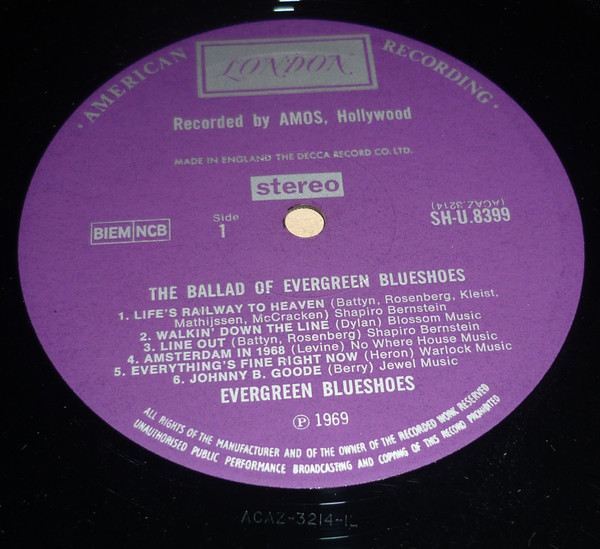 AMERICAN RECORDING
LONDON
Recorded by AMOS, Hollywood
MADE IN ENGLAND THE DECCA RECORD CO. LTD.
stereo
BIEM NCB
Side
1
(ACAZ.3214)
SH-U.8399
THE BALLAD OF EVERGREEN BLUESHOES
1. LIFE'S RAILWAY TO HEAVEN (Battyn, Rosenberg, Kleist,
Mathijssen, McCracken) Shapiro Bernstein
2. WALKIN' DOWN THE LINE (Dylan) Blossom Music
3. LINE OUT (Battyn, Rosenberg) Shapiro Bernstein
4. AMSTERDAM IN 1968 (Levine) No Where House Music
5. EVERYTHING'S FINE RIGHT NOW (Heron) Warlock Music
6. JOHNNY B. GOODE (Berry) Jewel Music
EVERGREEN BLUESHOES
Ⓟ 1969
ALL RIGHTS OF THE MANUFACTURER AND OF THE OWNER OF THE RECORDED WORK RESERVED
UNAUTHORISED PUBLIC PERFORMANCE BROADCASTING AND COPYING OF THIS RECORD PROHIBITED
ACAZ-3214-1L